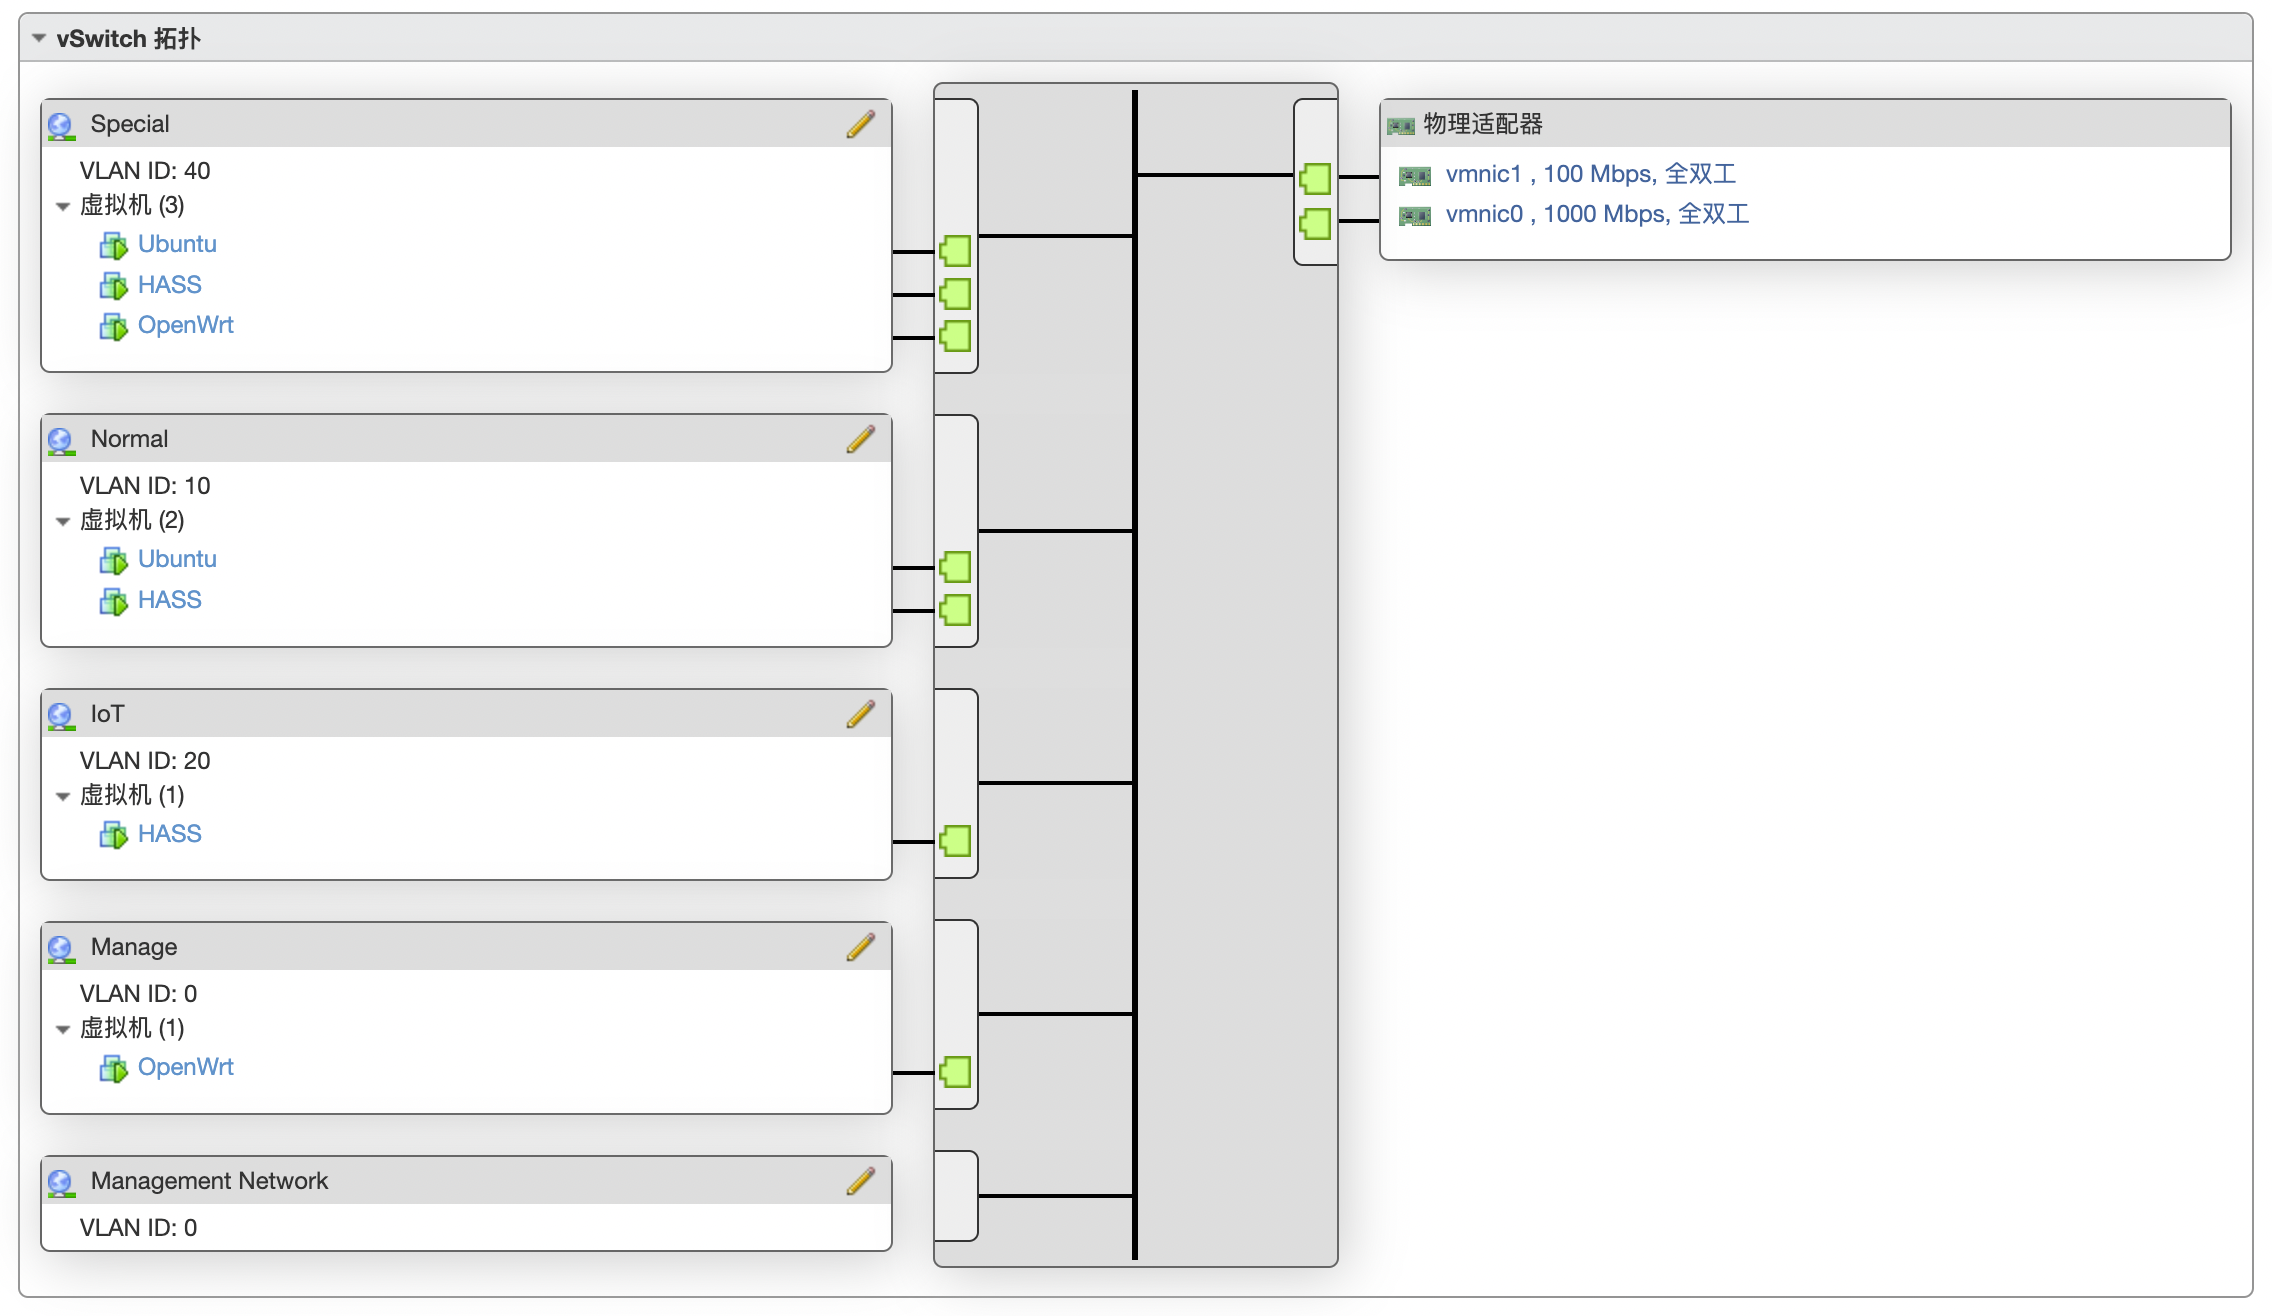 vSwitch 拓扑
Special
VLAN ID: 40
虚拟机 (3)
Ubuntu
HASS
OpenWrt
Normal
VLAN ID: 10
虚拟机 (2)
Ubuntu
HASS
IoT
VLAN ID: 20
虚拟机 (1)
HASS
Manage
VLAN ID: 0
虚拟机 (1)
OpenWrt
Management Network
VLAN ID: 0
物理适配器
vmnic1 , 100 Mbps, 全双工
vmnic0 , 1000 Mbps, 全双工